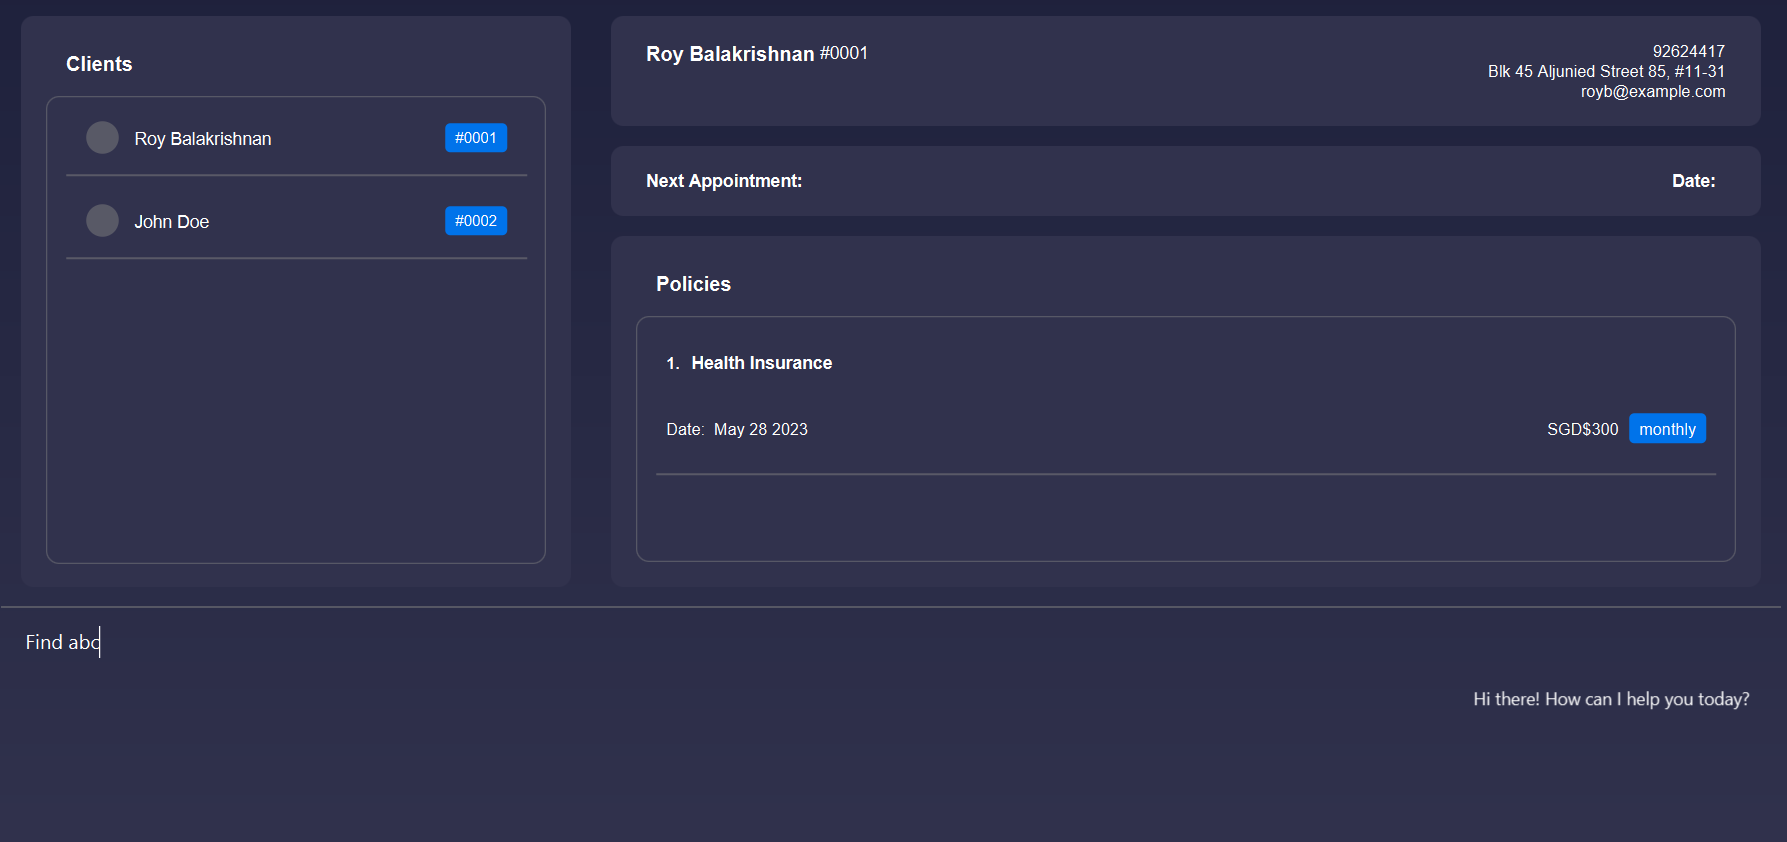 Clients
Roy Balakrishnan #0001
John Doe #0002
Roy Balakrishnan #0001
92624417
Blk 45 Aljunied Street 85, #11-31
royb@example.com
Next Appointment: Date:
Policies
1. Health Insurance
Date: May 28 2023 SGD$300 monthly
Find abc
Hi there! How can I help you today?